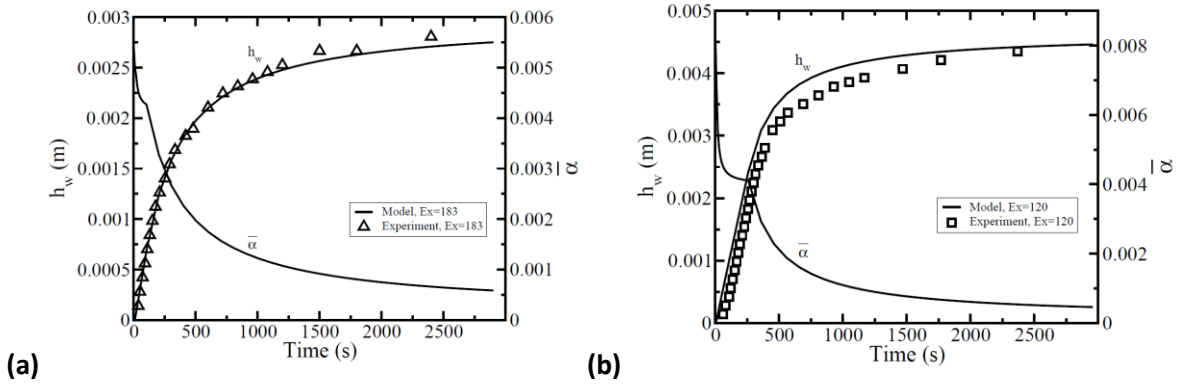 0.003
0.0025
0.002
0.0015
0.001
0.0005
0
h_w (m)
0.006
0.005
0.004
0.003
0.002
0.001
0
α̅
h_w
α̅
Model, Ex=183
Experiment, Ex=183
0 500 1000 1500 2000 2500
Time (s)
(a)
0.005
0.004
0.003
0.002
0.001
0
h_w (m)
0.008
0.006
0.004
0.002
0
α̅
h_w
α̅
Model, Ex=120
Experiment, Ex=120
0 500 1000 1500 2000 2500
Time (s)
(b)